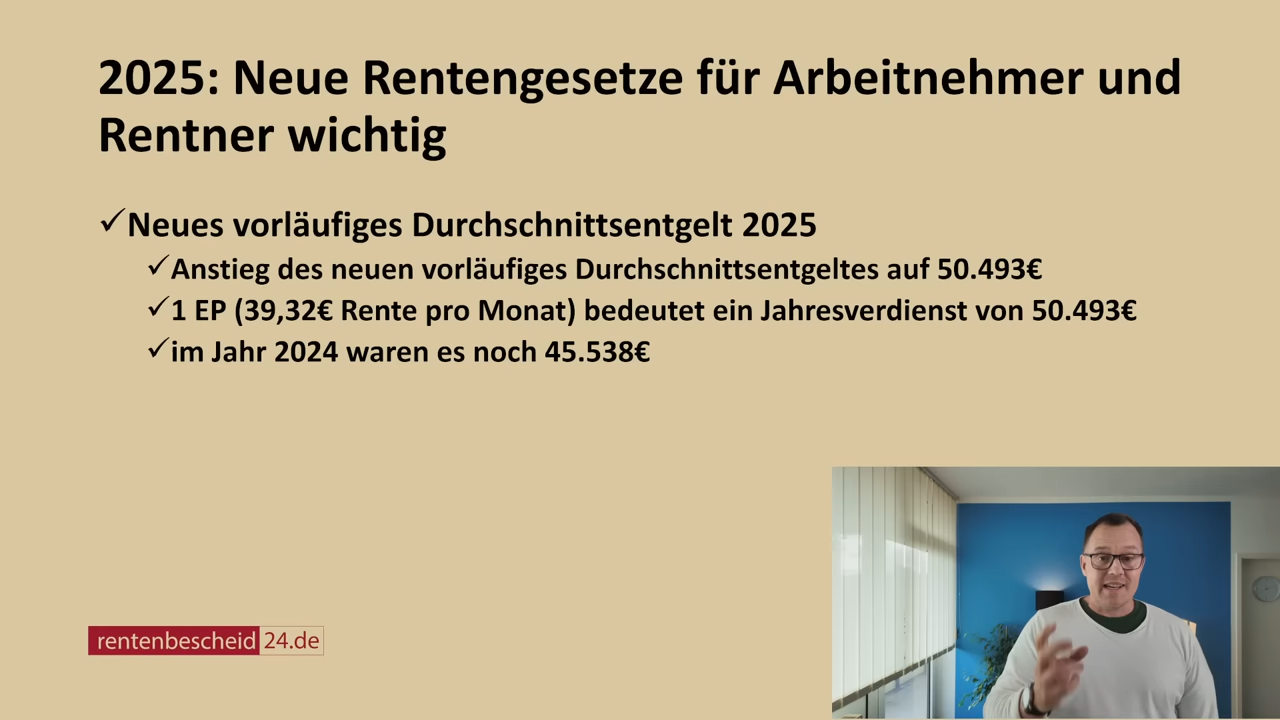 2025: Neue Rentengesetze für Arbeitnehmer und
Rentner wichtig
✓Neues vorläufiges Durchschnittsentgelt 2025
✓Anstieg des neuen vorläufiges Durchschnittsentgeltes auf 50.493€
✓1 EP (39,32€ Rente pro Monat) bedeutet ein Jahresverdienst von 50.493€
✓im Jahr 2024 waren es noch 45.538€
rentenbescheid 24.de